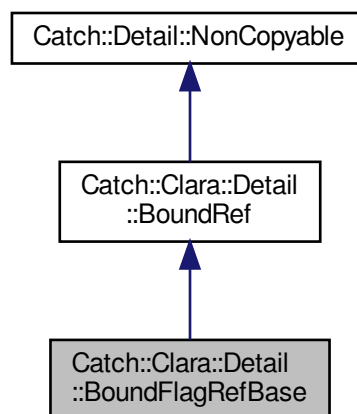 Catch::Detail::NonCopyable
Catch::Clara::Detail
::BoundRef
Catch::Clara::Detail
::BoundFlagRefBase